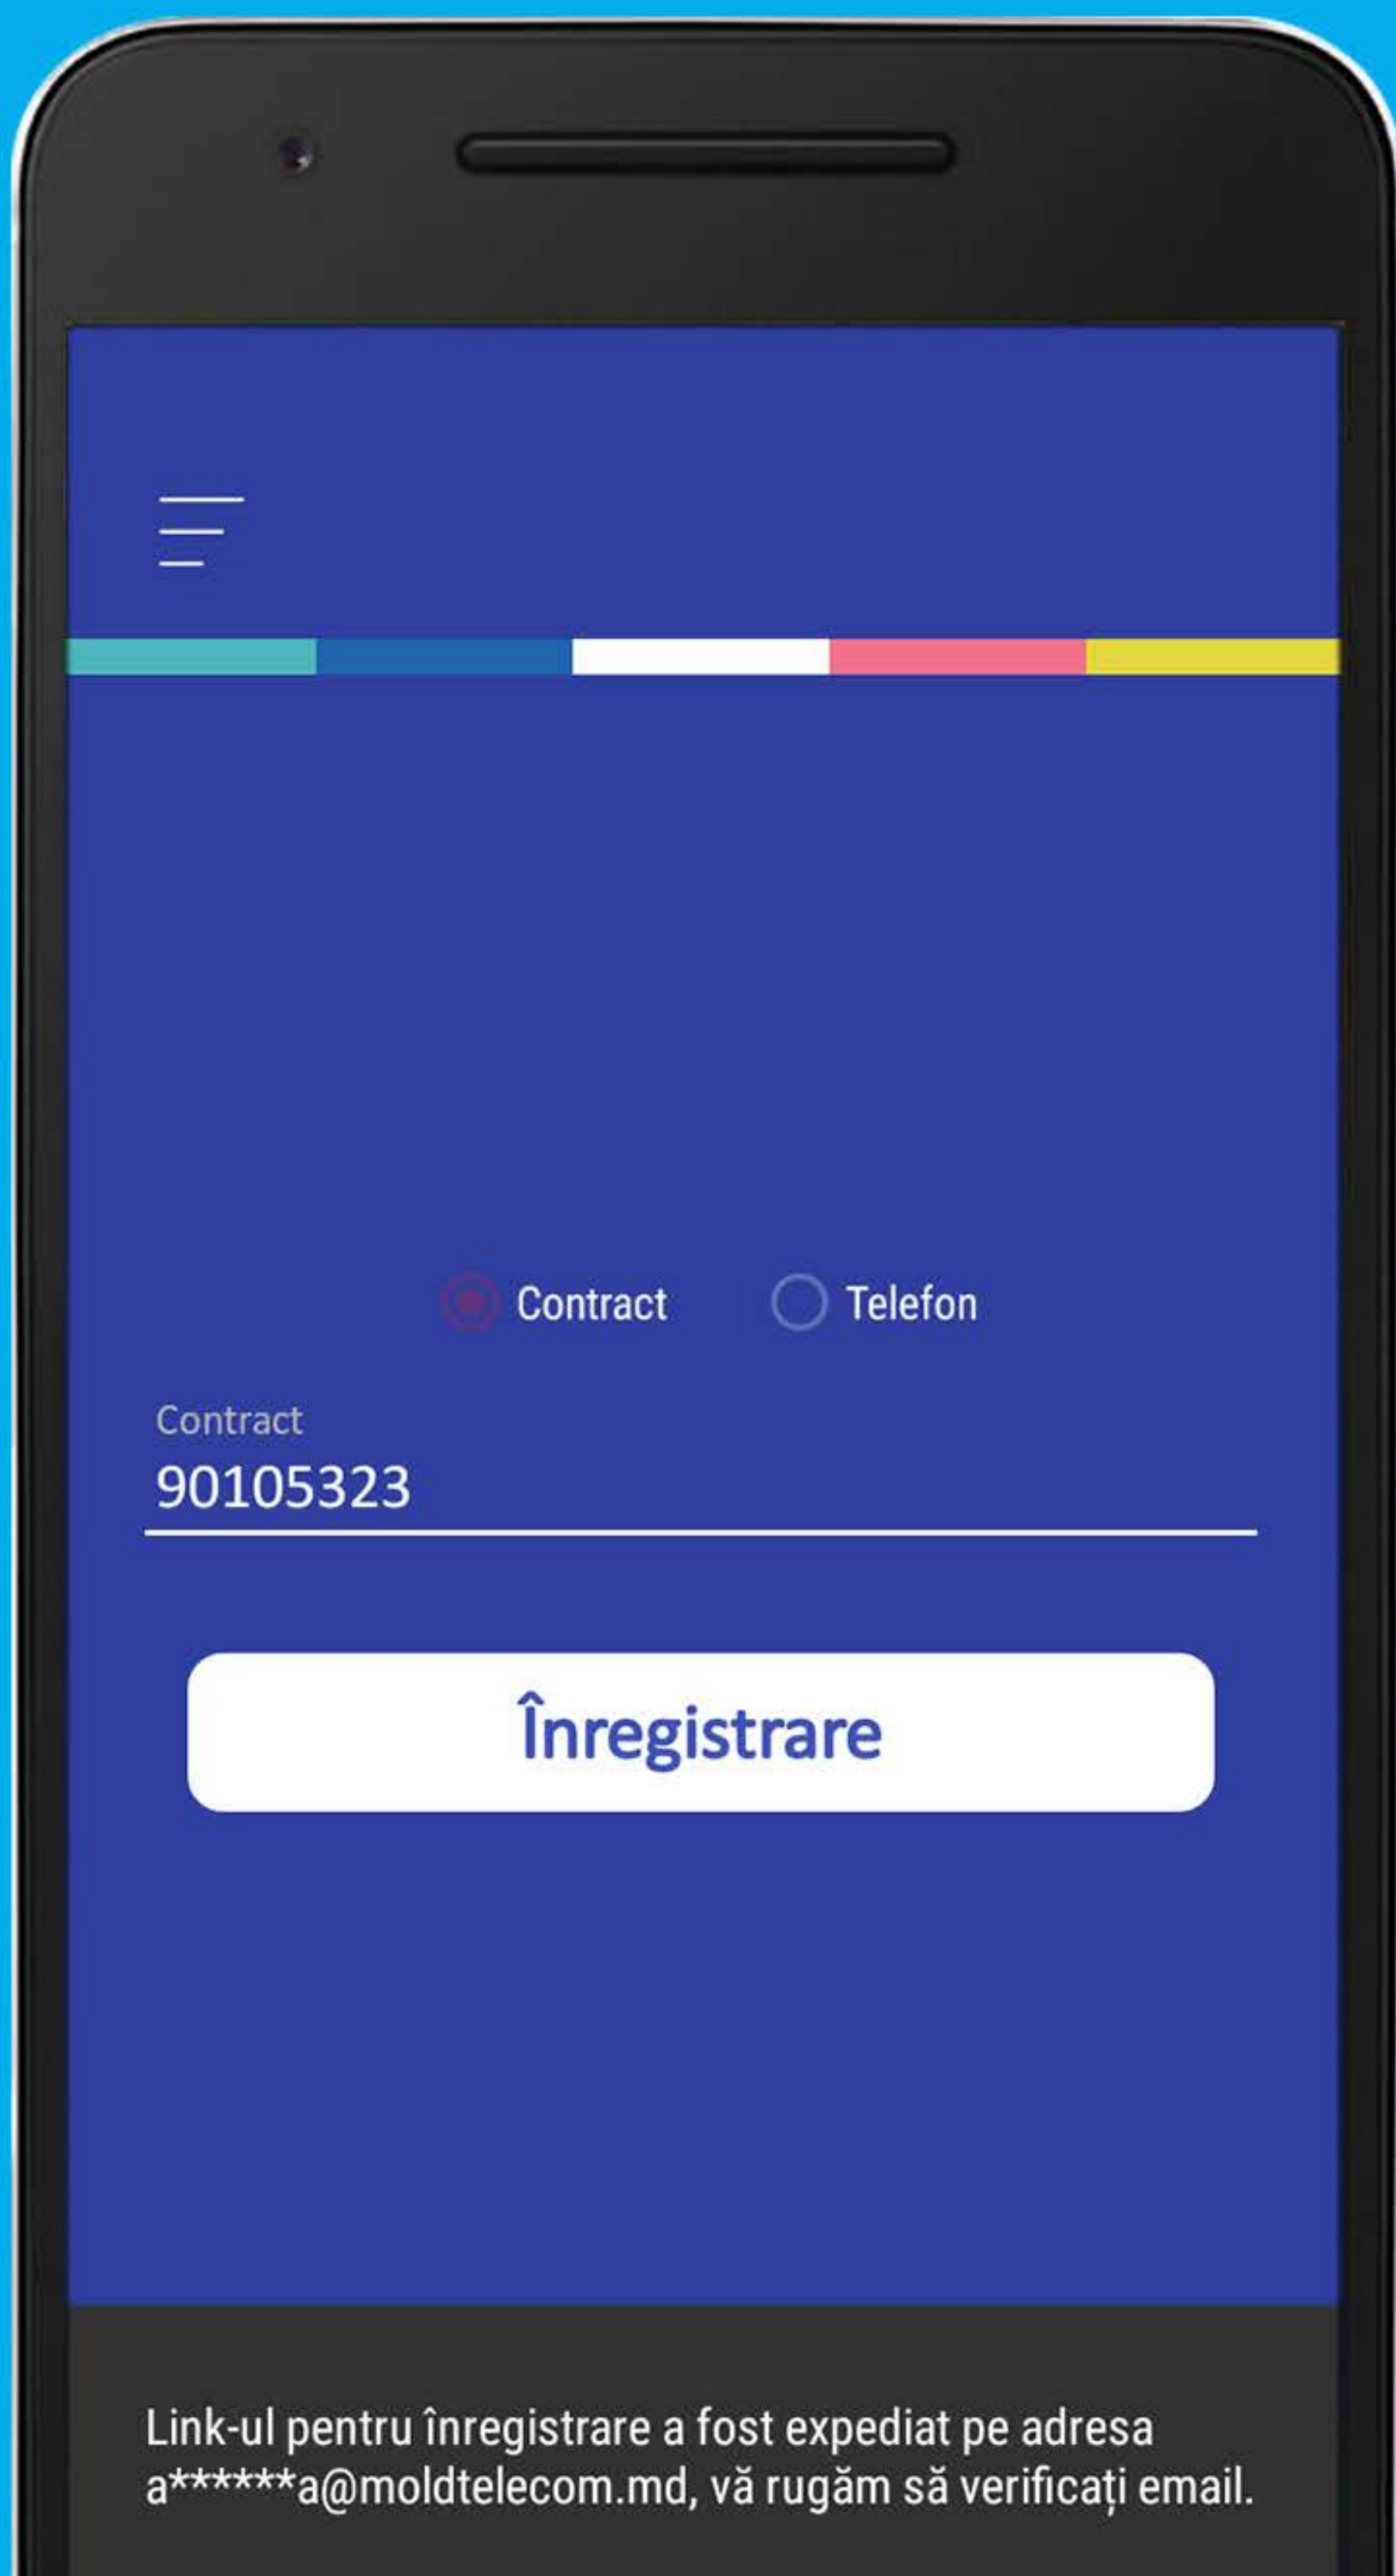 Contract Telefon
Contract
90105323
Înregistrare
Link-ul pentru înregistrare a fost expediat pe adresa
a******a@moldtelecom.md, vă rugăm să verificați email.